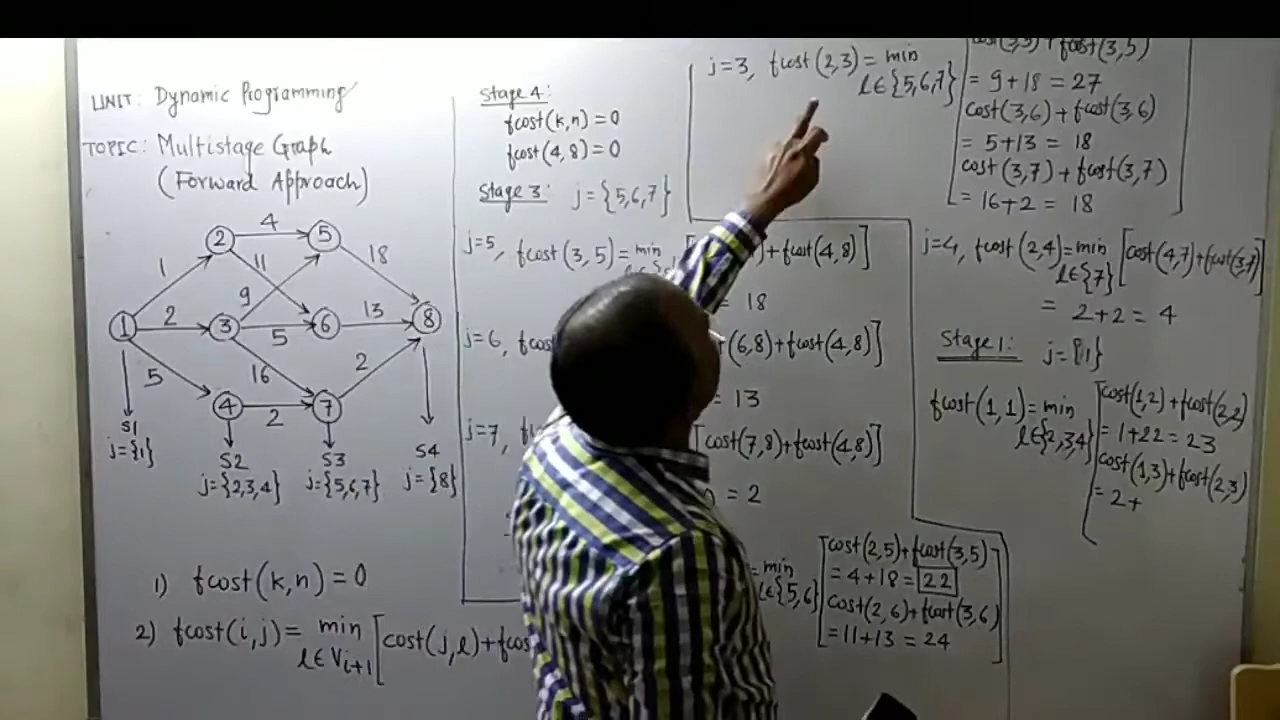 UNIT: Dynamic Programming
TOPIC: Multistage Graph
(Forward Approach)
1
2
3
4
5
6
7
8
1
2
5
4
11
9
5
16
2
18
13
2
S1
j={1}
S2
j={2,3,4}
S3
j={5,6,7}
S4
j={8}
1) fcost(k,n)=0
2) fcost(i,j)= min
l∈Vi+1
[cost(j,l)+fcos
Stage 4:
fcost(k,n)=0
fcost(4,8)=0
Stage 3: j={5,6,7}
j=5, fcost(3,5)=min
+fcost(4,8)]
= 18
j=6, fcos
(6,8)+fcost(4,8)]
= 13
j=7,
[cost(7,8)+fcost(4,8)]
= 2
=min
l∈{5,6}
[cost(2,5)+fcost(3,5)
=4+18=22
cost(2,6)+fcost(3,6)
=11+13=24]
j=3, fcost(2,3)=min
l∈{5,6,7}
cost(3,5)+fcost(3,5)
=9+18=27
cost(3,6)+fcost(3,6)
=5+13=18
cost(3,7)+fcost(3,7)
=16+2=18
j=4, fcost(2,4)=min [cost(4,7)+fcost(3,7)]
l∈{7}
= 2+2=4
Stage 1: j={1}
fcost(1,1)=min
l∈{2,3,4}
[cost(1,2)+fcost(2,2)
=1+22=23
cost(1,3)+fcost(2,3)
=2+